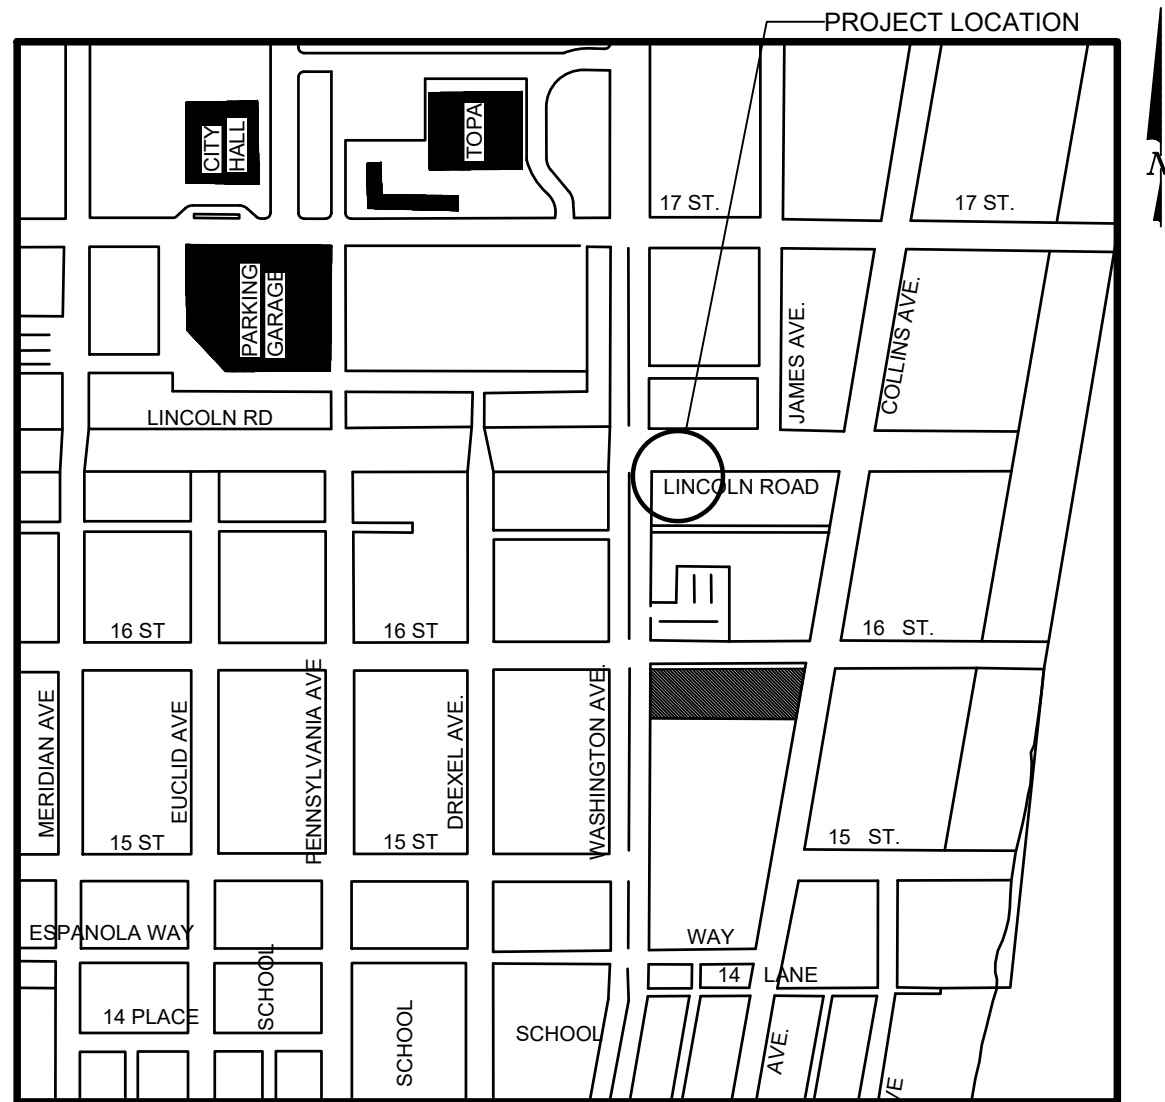 PROJECT LOCATION
N
CITY
HALL
TOPA
17 ST.
17 ST.
PARKING
GARAGE
JAMES AVE.
COLLINS AVE.
LINCOLN RD
LINCOLN ROAD
16 ST
16 ST
16 ST.
MERIDIAN AVE
EUCLID AVE
PENNSYLVANIA AVE
DREXEL AVE.
WASHINGTON AVE.
15 ST
15 ST
15 ST.
ESPANOLA WAY
WAY
14 LANE
14 PLACE
SCHOOL
SCHOOL
SCHOOL
AVE.
VE